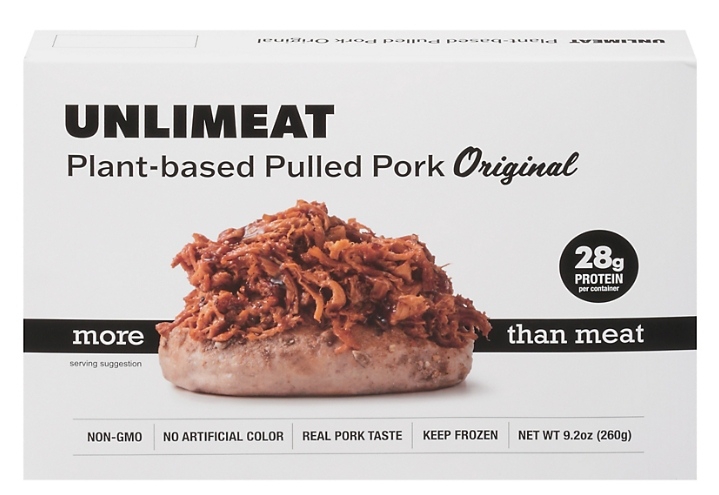 Plant-based Pulled Pork Original UNLIMEAT
UNLIMEAT
Plant-based Pulled Pork Original
28g
PROTEIN
per container
more than meat
serving suggestion
NON-GMO NO ARTIFICIAL COLOR REAL PORK TASTE KEEP FROZEN NET WT 9.2oz (260g)